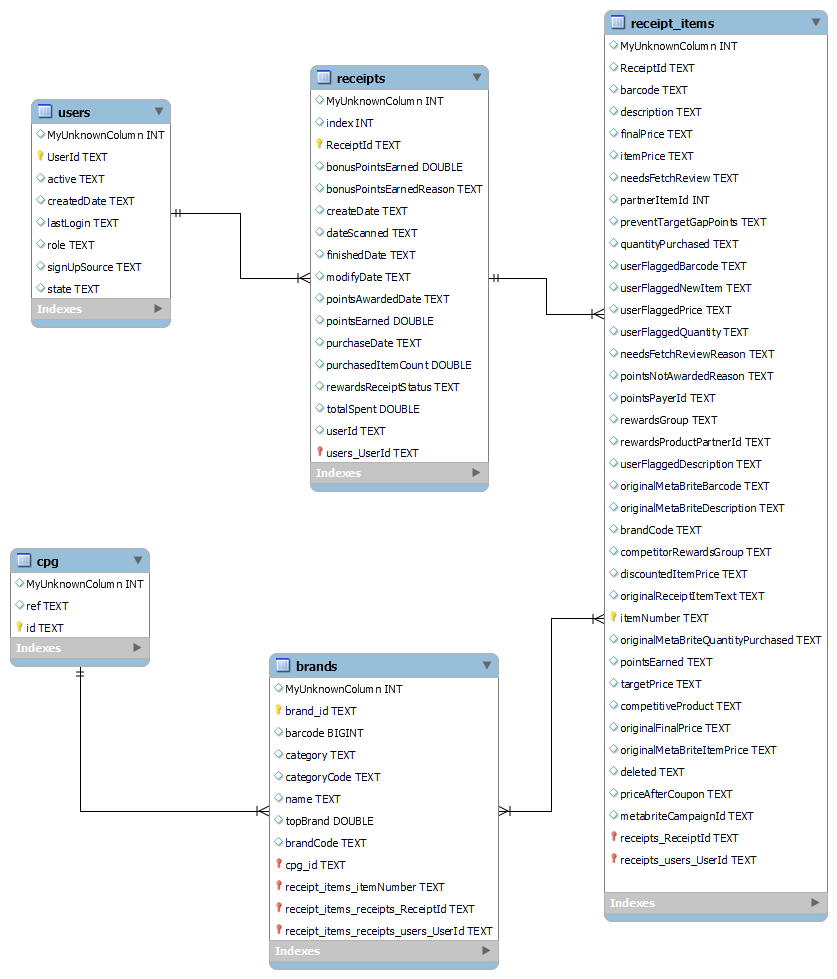 users
MyUnknownColumn INT
UserId TEXT
active TEXT
createdDate TEXT
lastLogin TEXT
role TEXT
signUpSource TEXT
state TEXT
Indexes
receipts
MyUnknownColumn INT
index INT
ReceiptId TEXT
bonusPointsEarned DOUBLE
bonusPointsEarnedReason TEXT
createDate TEXT
dateScanned TEXT
finishedDate TEXT
modifyDate TEXT
pointsAwardedDate TEXT
pointsEarned DOUBLE
purchaseDate TEXT
purchasedItemCount DOUBLE
rewardsReceiptStatus TEXT
totalSpent DOUBLE
userId TEXT
users_UserId TEXT
Indexes
receipt_items
MyUnknownColumn INT
ReceiptId TEXT
barcode TEXT
description TEXT
finalPrice TEXT
itemPrice TEXT
needsFetchReview TEXT
partnerItemId INT
preventTargetGapPoints TEXT
quantityPurchased TEXT
userFlaggedBarcode TEXT
userFlaggedNewItem TEXT
userFlaggedPrice TEXT
userFlaggedQuantity TEXT
needsFetchReviewReason TEXT
pointsNotAwardedReason TEXT
pointsPayerId TEXT
rewardsGroup TEXT
rewardsProductPartnerId TEXT
userFlaggedDescription TEXT
originalMetaBriteBarcode TEXT
originalMetaBriteDescription TEXT
brandCode TEXT
competitorRewardsGroup TEXT
discountedItemPrice TEXT
originalReceiptItemText TEXT
itemNumber TEXT
originalMetaBriteQuantityPurchased TEXT
pointsEarned TEXT
targetPrice TEXT
competitiveProduct TEXT
originalFinalPrice TEXT
originalMetaBriteItemPrice TEXT
deleted TEXT
priceAfterCoupon TEXT
metabriteCampaignId TEXT
receipts_ReceiptId TEXT
receipts_users_UserId TEXT
Indexes
cpg
MyUnknownColumn INT
ref TEXT
id TEXT
Indexes
brands
MyUnknownColumn INT
brand_id TEXT
barcode BIGINT
category TEXT
categoryCode TEXT
name TEXT
topBrand DOUBLE
brandCode TEXT
cpg_id TEXT
receipt_items_itemNumber TEXT
receipt_items_receipts_ReceiptId TEXT
receipt_items_receipts_users_UserId TEXT
Indexes